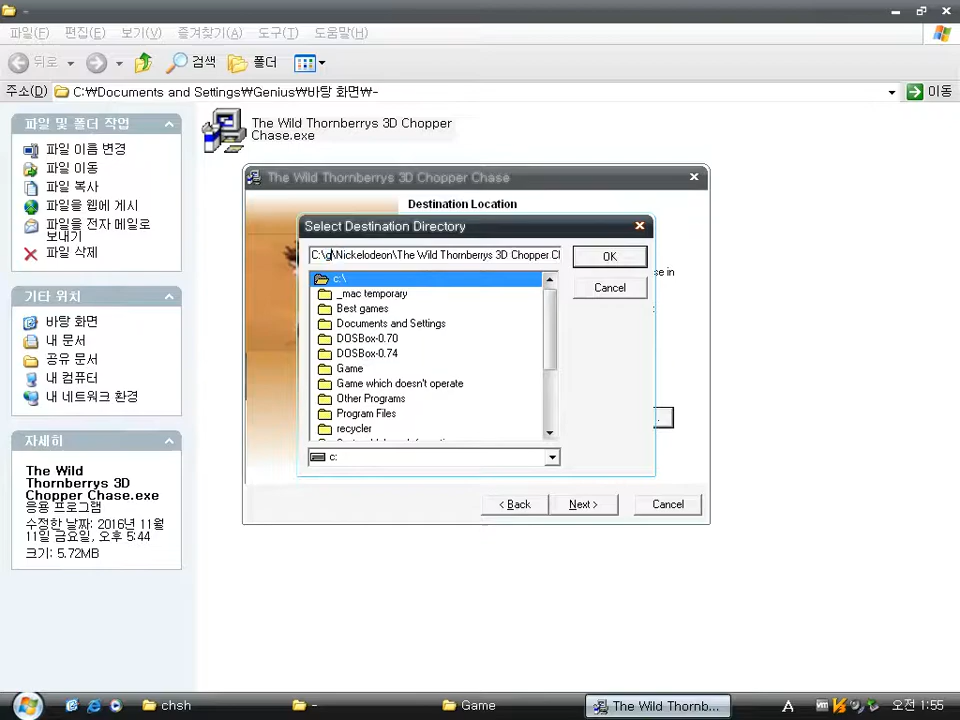 -
파일(F) 편집(E) 보기(V) 즐겨찾기(A) 도구(T) 도움말(H)
뒤로 검색 폴더
주소(D) C:₩Documents and Settings₩Genius₩바탕 화면₩- 이동
파일 및 폴더 작업
파일 이름 변경
파일 이동
파일 복사
파일을 웹에 게시
파일을 전자 메일로
보내기
파일 삭제
기타 위치
바탕 화면
내 문서
공유 문서
내 컴퓨터
내 네트워크 환경
자세히
The Wild
Thornberrys 3D
Chopper Chase.exe
응용 프로그램
수정한 날짜: 2016년 11월
11일 금요일, 오후 5:44
크기: 5.72MB
The Wild Thornberrys 3D Chopper
Chase.exe
The Wild Thornberrys 3D Chopper Chase
Destination Location
Select Destination Directory
C:\g\Nickelodeon\The Wild Thornberrys 3D Chopper Cl
OK
Cancel
c:\
_mac temporary
Best games
Documents and Settings
DOSBox-0.70
DOSBox-0.74
Game
Game which doesn't operate
Other Programs
Program Files
recycler
c:
se in
< Back Next > Cancel
chsh - Game The Wild Thornb... A 오전 1:55